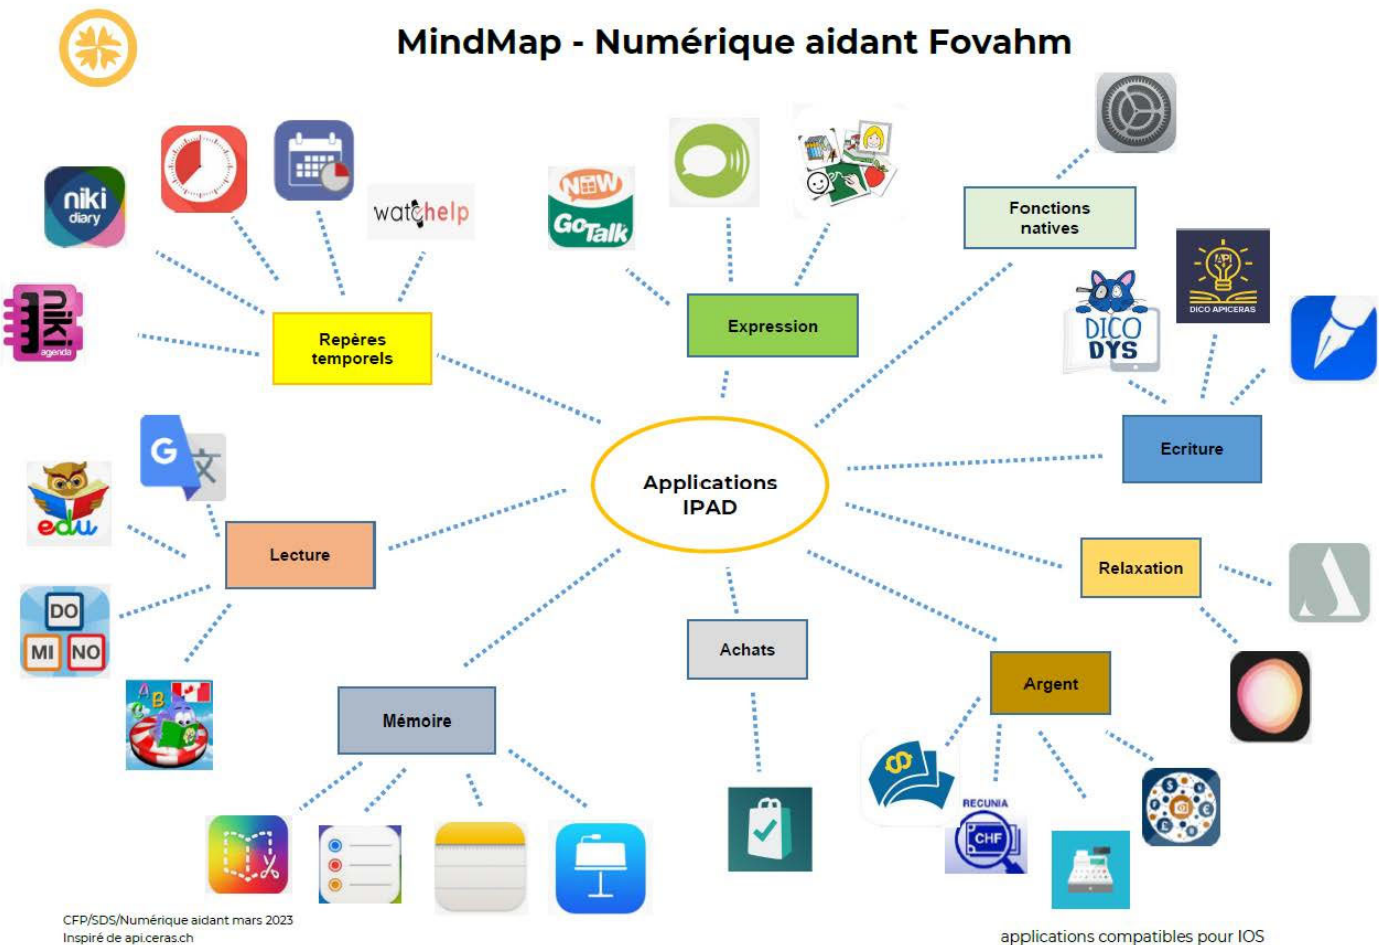 MindMap - Numérique aidant Fovahm
niki
diary
watchelp
NEW
GoTalk
Fonctions
natives
API
DICO APICERAS
DICO
DYS
niki
agenda
Repères
temporels
Expression
Ecriture
G
edu
Applications
IPAD
Lecture
Relaxation
DO
MI NO
Achats
Argent
A B
C
Mémoire
RECUNIA
CHF
CFP/SDS/Numérique aidant mars 2023
Inspiré de api.ceras.ch
applications compatibles pour IOS